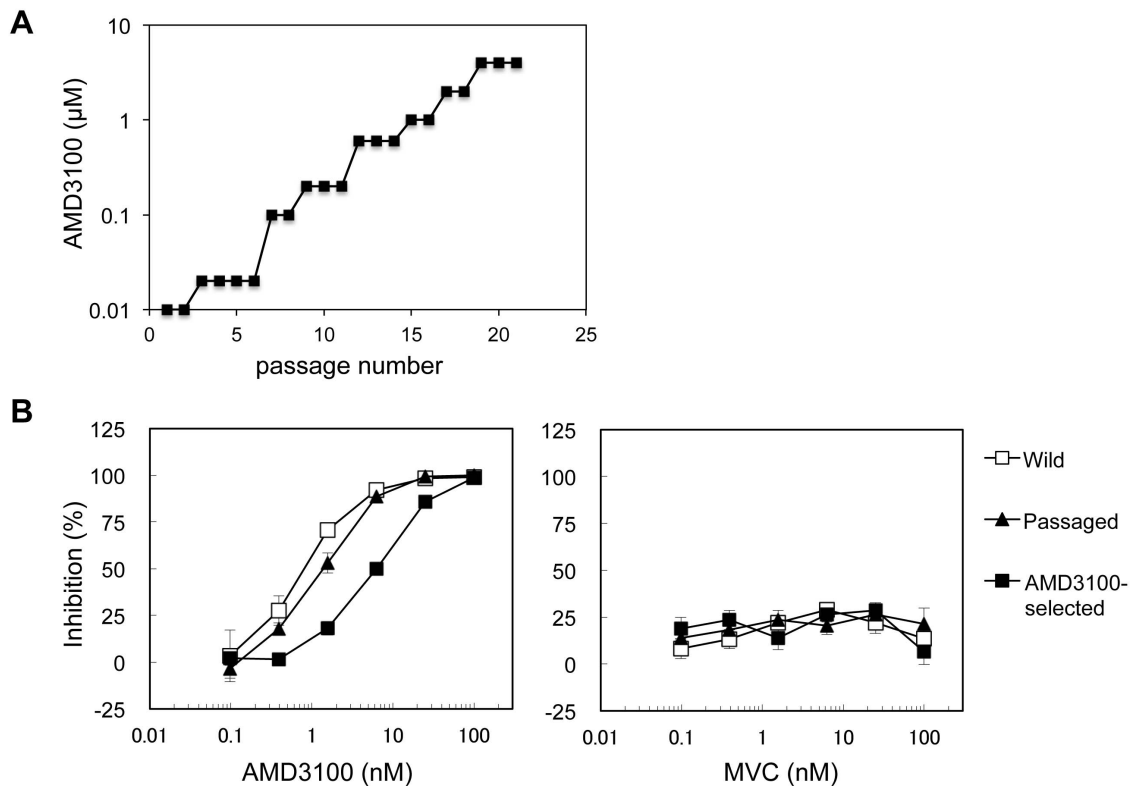 A
10
1
0.1
0.01
AMD3100 (µM)
0 5 10 15 20 25
passage number
B
125
100
75
50
25
0
-25
Inhibition (%)
0.01 0.1 1 10 100
AMD3100 (nM)
125
100
75
50
25
0
-25
0.01 0.1 1 10 100
MVC (nM)
Wild
Passaged
AMD3100-
selected